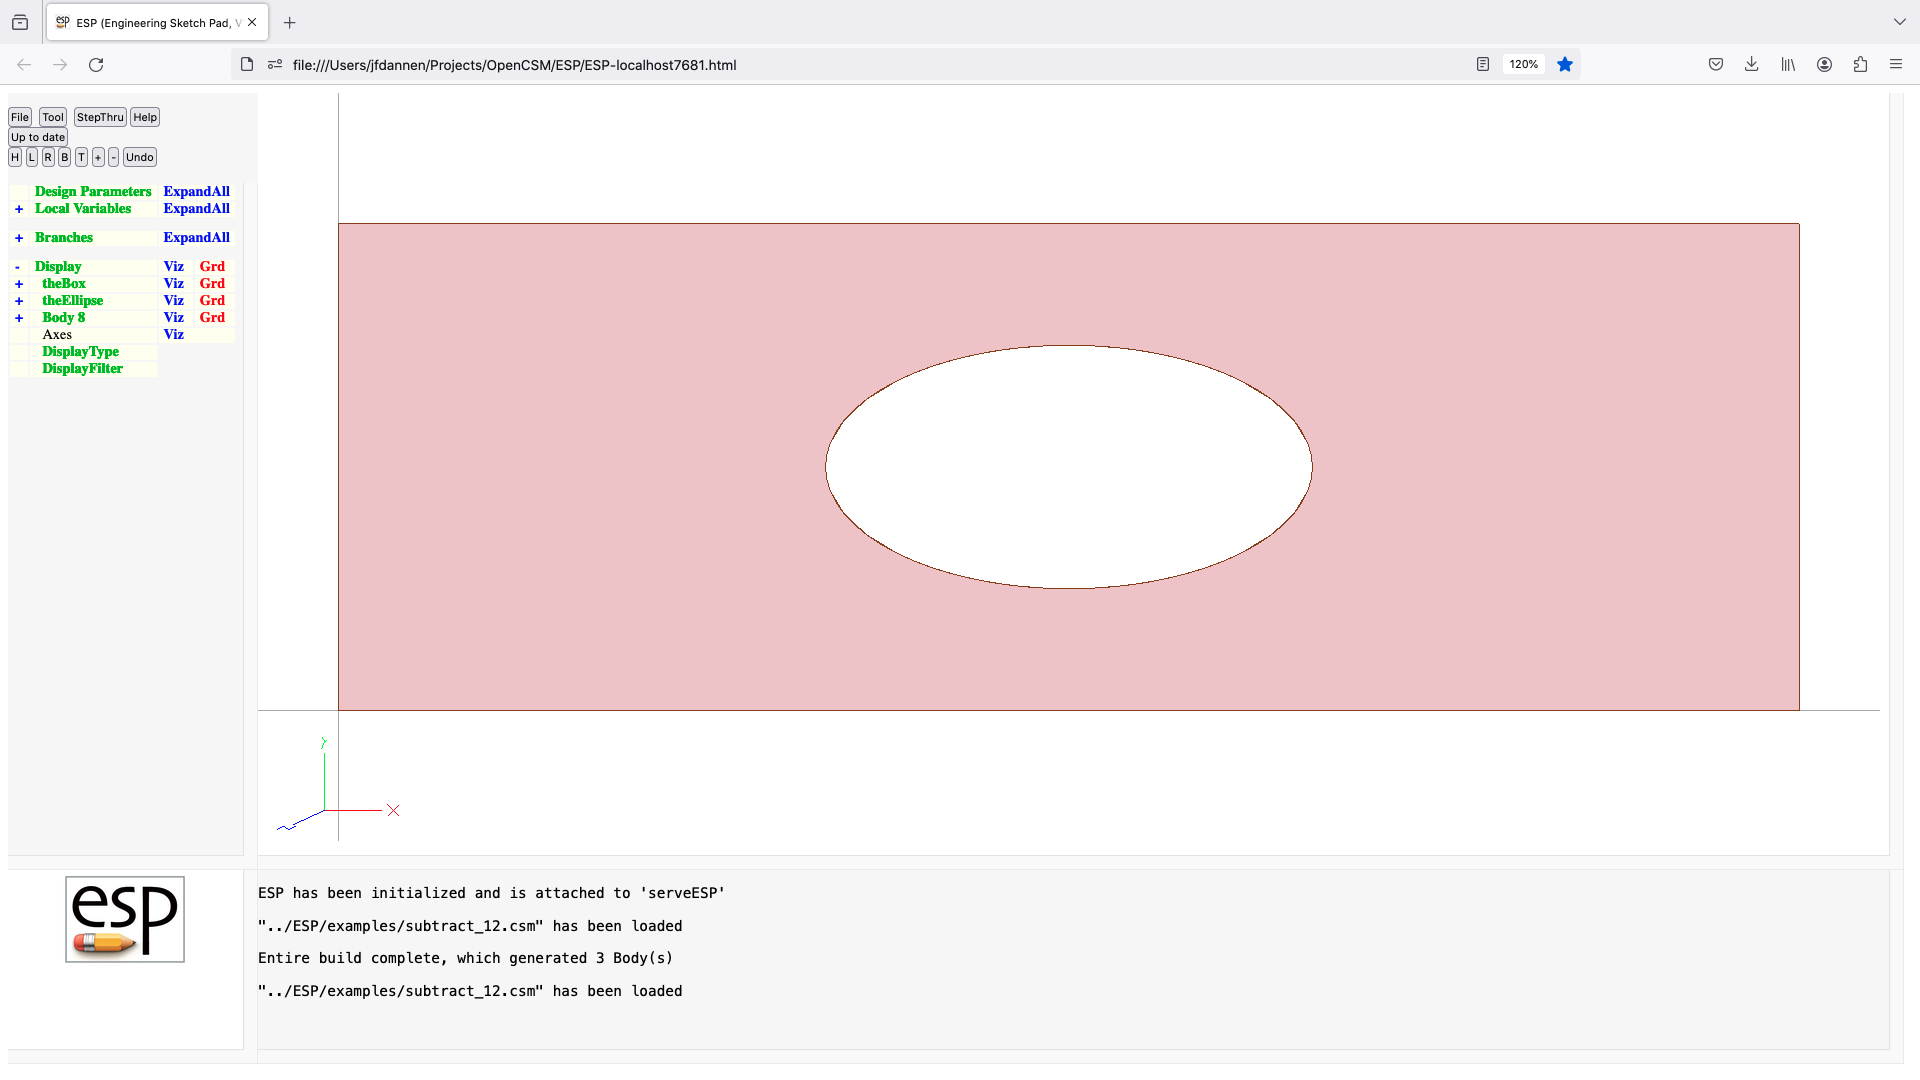 ESP (Engineering Sketch Pad, V
file:///Users/jfdannen/Projects/OpenCSM/ESP/ESP-localhost7681.html
120%
File Tool StepThru Help
Up to date
H L R B T + - Undo
Design Parameters ExpandAll
+ Local Variables ExpandAll
+ Branches ExpandAll
- Display Viz Grd
+ theBox Viz Grd
+ theEllipse Viz Grd
+ Body 8 Viz Grd
Axes Viz
DisplayType
DisplayFilter
Y
X
Z
esp
ESP has been initialized and is attached to 'serveESP'
"../ESP/examples/subtract_12.csm" has been loaded
Entire build complete, which generated 3 Body(s)
"../ESP/examples/subtract_12.csm" has been loaded